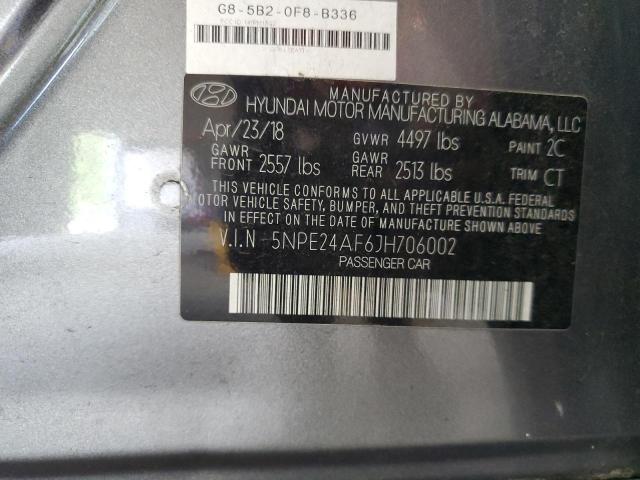 G8-5B2-0F8-B336
MANUFACTURED BY
HYUNDAI MOTOR MANUFACTURING ALABAMA, LLC
Apr/23/18 GVWR 4497 lbs PAINT 2C
GAWR FRONT 2557 lbs GAWR REAR 2513 lbs TRIM CT
THIS VEHICLE CONFORMS TO ALL APPLICABLE U.S.A. FEDERAL
MOTOR VEHICLE SAFETY, BUMPER, AND THEFT PREVENTION STANDARDS
IN EFFECT ON THE DATE OF MANUFACTURE SHOWN ABOVE
V.I.N 5NPE24AF6JH706002
PASSENGER CAR